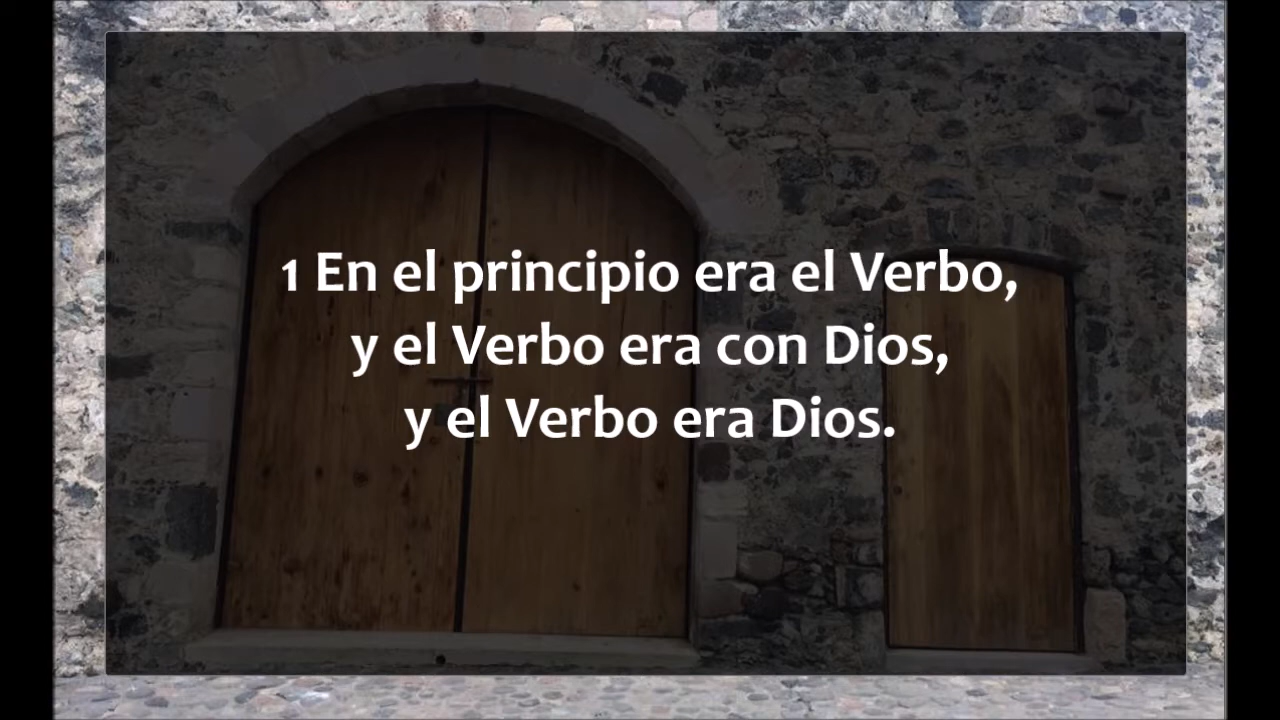 1 En el principio era el Verbo,
y el Verbo era con Dios,
y el Verbo era Dios.